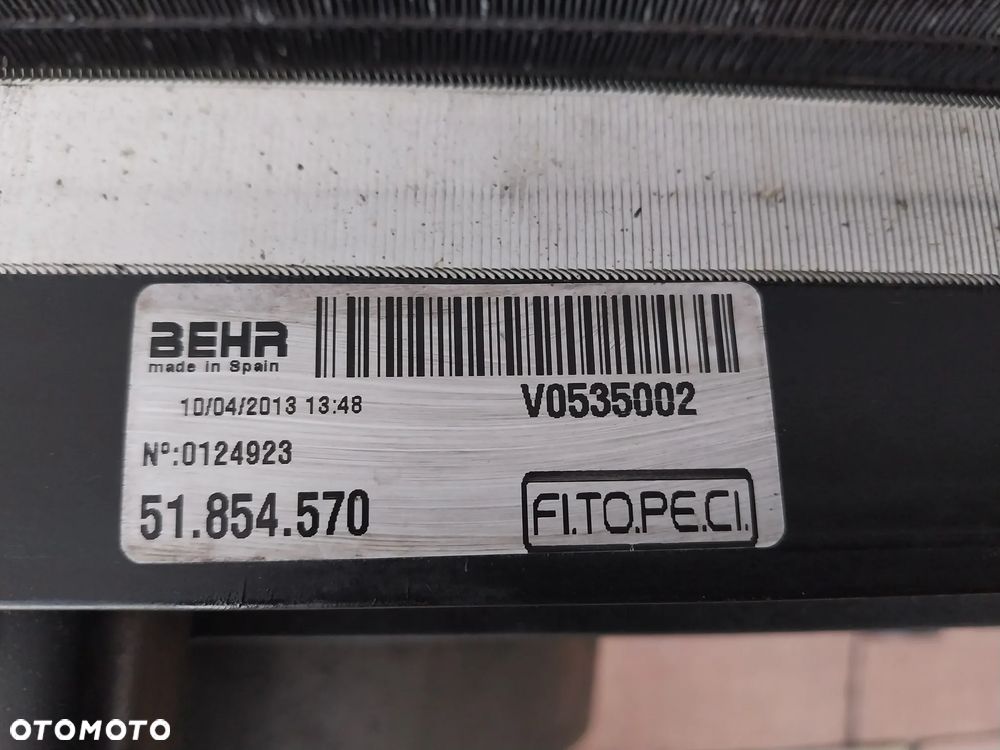 BEHR
made in Spain
10/04/2013 13:48
V0535002
Nº:0124923
51.854.570
FI.TO.PE.CI.
OTOMOTO